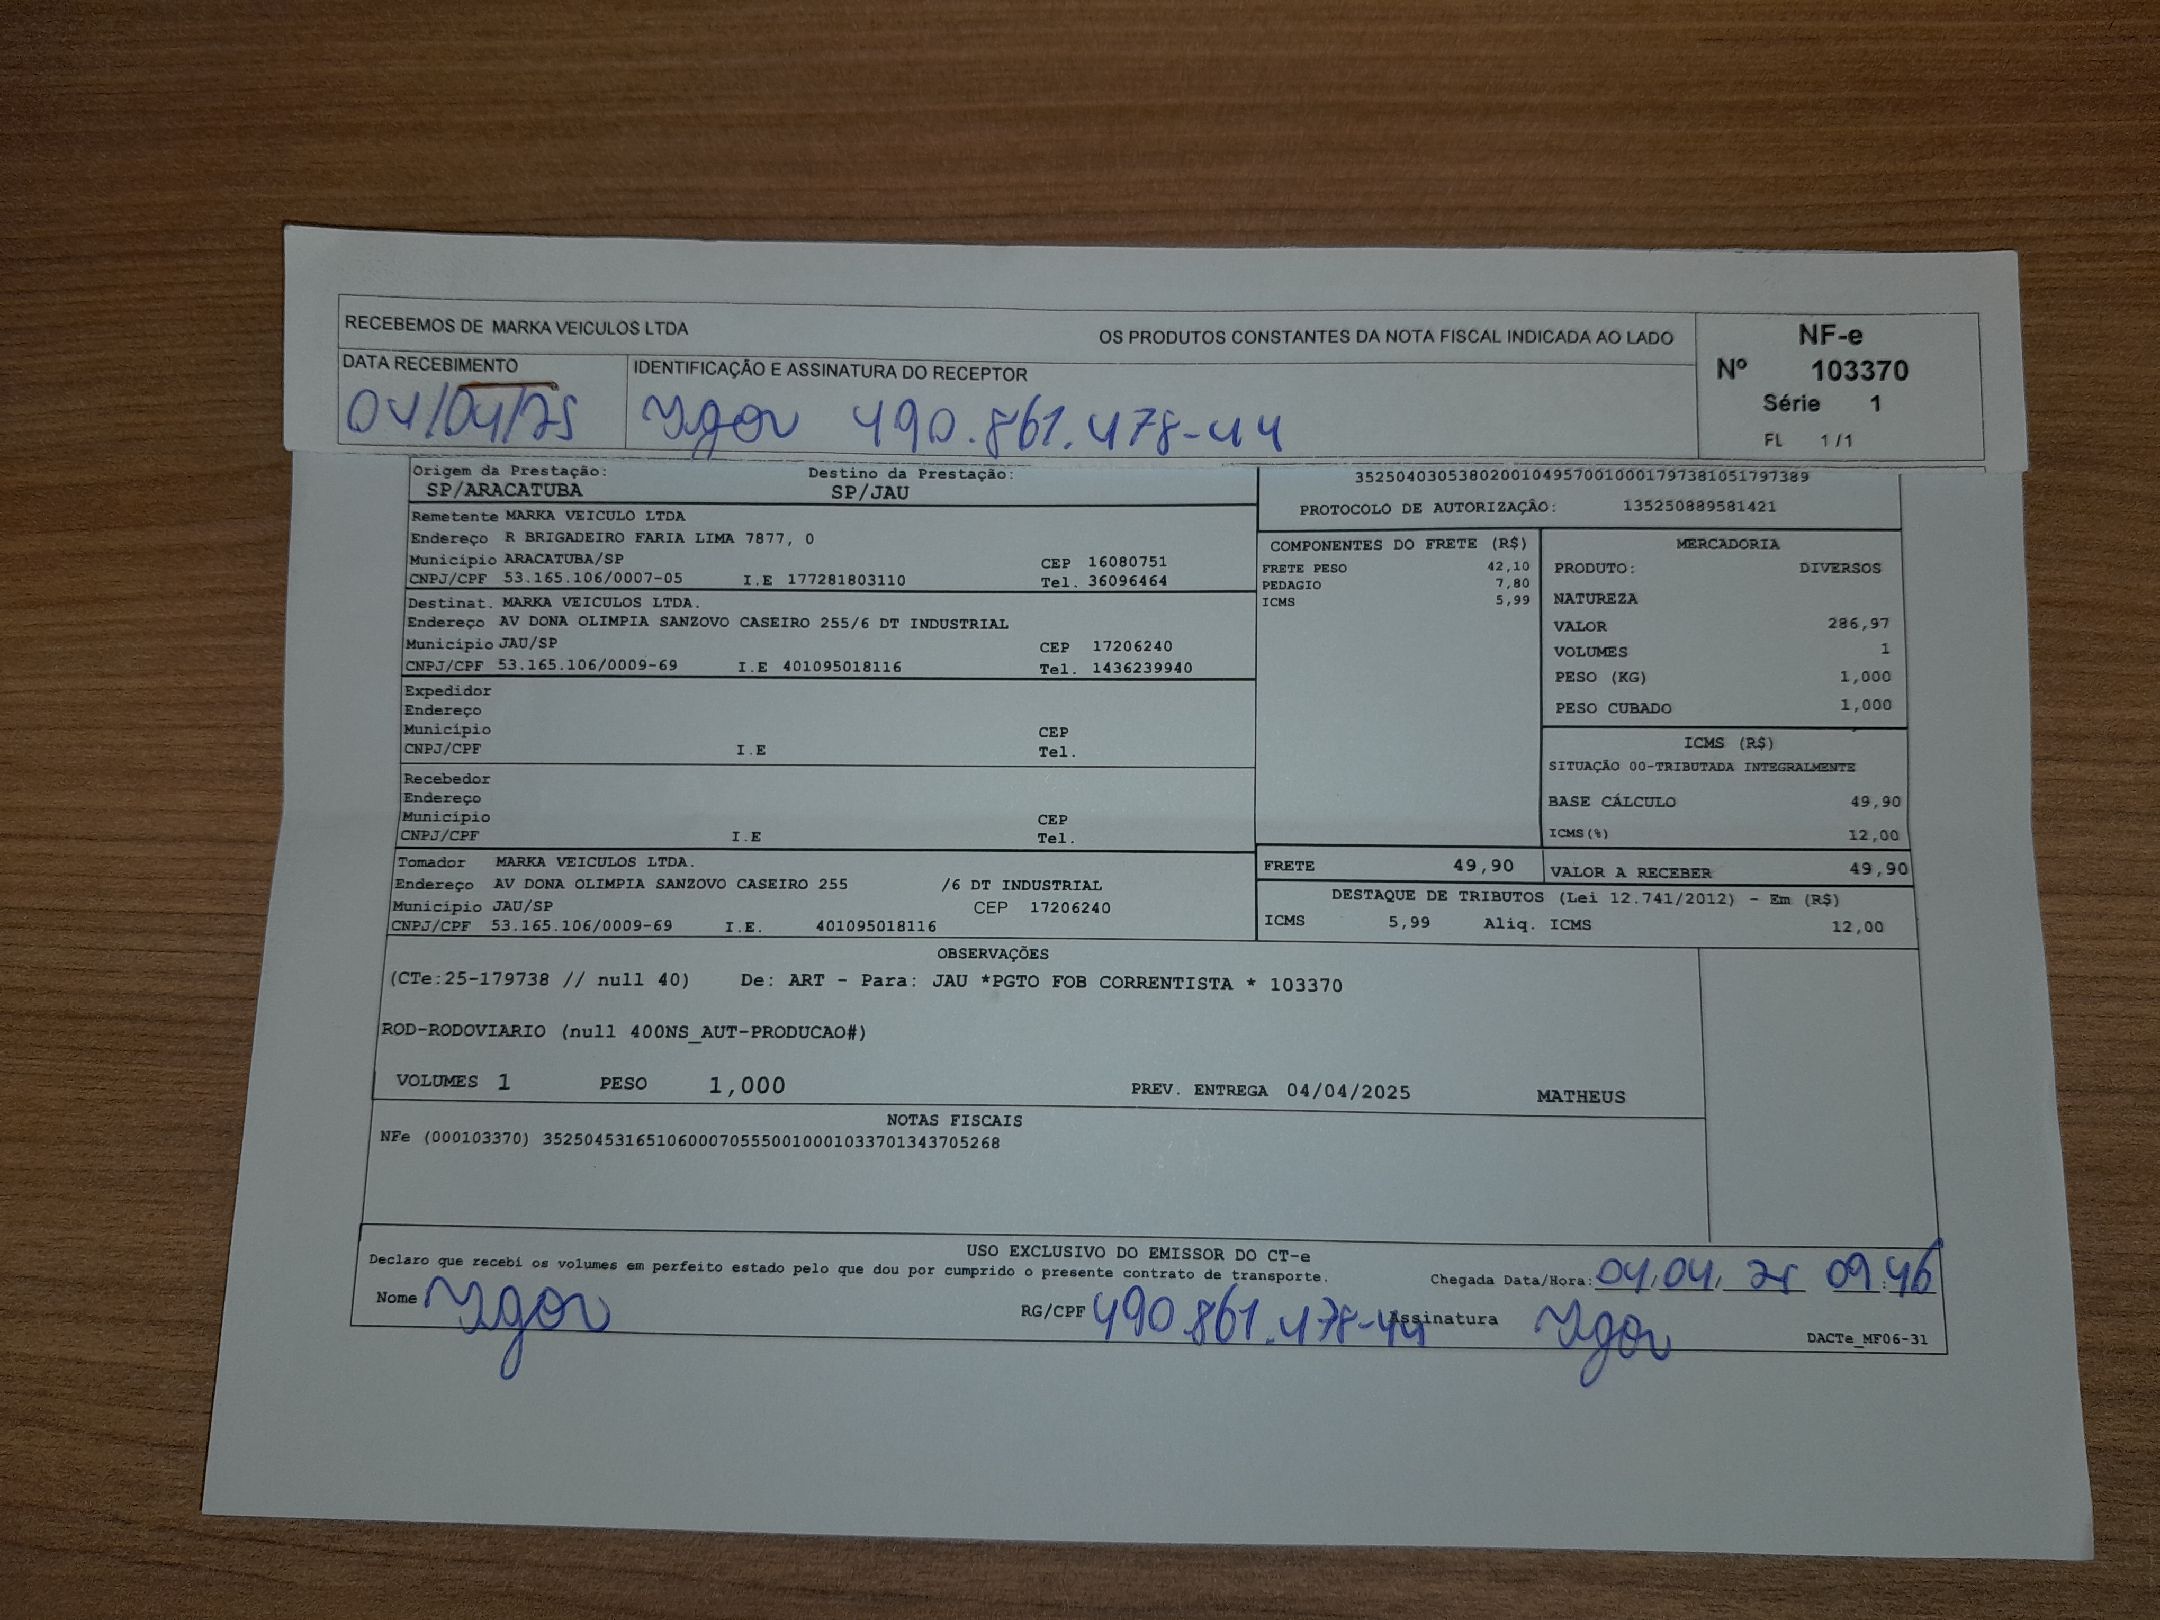 RECEBEMOS DE MARKA VEICULOS LTDA OS PRODUTOS CONSTANTES DA NOTA FISCAL INDICADA AO LADO
DATA RECEBIMENTO IDENTIFICAÇÃO E ASSINATURA DO RECEPTOR
04/04/25 Ygor 490.861.478-44
NF-e
Nº 103370
Série 1
FL 1/1
Origem da Prestação: Destino da Prestação:
SP/ARACATUBA SP/JAU
35250403053802001049570010001797381051797389
PROTOCOLO DE AUTORIZAÇÃO: 135250889581421
Remetente MARKA VEICULO LTDA
Endereço R BRIGADEIRO FARIA LIMA 7877, 0
Município ARACATUBA/SP CEP 16080751
CNPJ/CPF 53.165.106/0007-05 I.E 177281803110 Tel. 36096464
Destinat. MARKA VEICULOS LTDA.
Endereço AV DONA OLIMPIA SANZOVO CASEIRO 255/6 DT INDUSTRIAL
Município JAU/SP CEP 17206240
CNPJ/CPF 53.165.106/0009-69 I.E 401095018116 Tel. 1436239940
Expedidor
Endereço
Município CEP
CNPJ/CPF I.E Tel.
Recebedor
Endereço
Município CEP
CNPJ/CPF I.E Tel.
Tomador MARKA VEICULOS LTDA.
Endereço AV DONA OLIMPIA SANZOVO CASEIRO 255 /6 DT INDUSTRIAL
Município JAU/SP CEP 17206240
CNPJ/CPF 53.165.106/0009-69 I.E. 401095018116
COMPONENTES DO FRETE (R$)
FRETE PESO 42,10
PEDAGIO 7,80
ICMS 5,99
MERCADORIA
PRODUTO: DIVERSOS
NATUREZA
VALOR 286,97
VOLUMES 1
PESO (KG) 1,000
PESO CUBADO 1,000
ICMS (R$)
SITUAÇÃO 00-TRIBUTADA INTEGRALMENTE
BASE CÁLCULO 49,90
ICMS(%) 12,00
FRETE 49,90 VALOR A RECEBER 49,90
DESTAQUE DE TRIBUTOS (Lei 12.741/2012) - Em (R$)
ICMS 5,99 Aliq. ICMS 12,00
OBSERVAÇÕES
(CTe:25-179738 // null 40) De: ART - Para: JAU *PGTO FOB CORRENTISTA * 103370
ROD-RODOVIARIO (null 400NS_AUT-PRODUCAO#)
VOLUMES 1 PESO 1,000 PREV. ENTREGA 04/04/2025 MATHEUS
NOTAS FISCAIS
NFe (000103370) 35250453165106000705550010001033701343705268
USO EXCLUSIVO DO EMISSOR DO CT-e
Declaro que recebi os volumes em perfeito estado pelo que dou por cumprido o presente contrato de transporte. Chegada Data/Hora: 04.04.25 09:46
Nome Ygor RG/CPF 490.861.478-44 Assinatura Ygor
DACTe_MF06-31